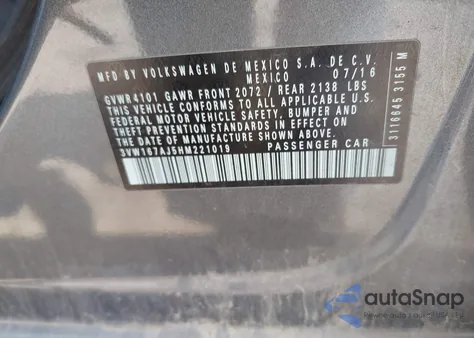 MFD BY VOLKSWAGEN DE MEXICO S.A. DE C.V.
MEXICO 07/16
GVWR4101 GAWR FRONT 2072 / REAR 2138 LBS
THIS VEHICLE CONFORMS TO ALL APPLICABLE
FEDERAL MOTOR VEHICLE SAFETY, BUMPER AND
THEFT PREVENTION STANDARDS IN EFFECT ON
THE DATE OF MANUFACTURE SHOWN ABOVE.
3VW167AJ5HM221019 PASSENGER CAR
3116645 3155 M
autoSnap